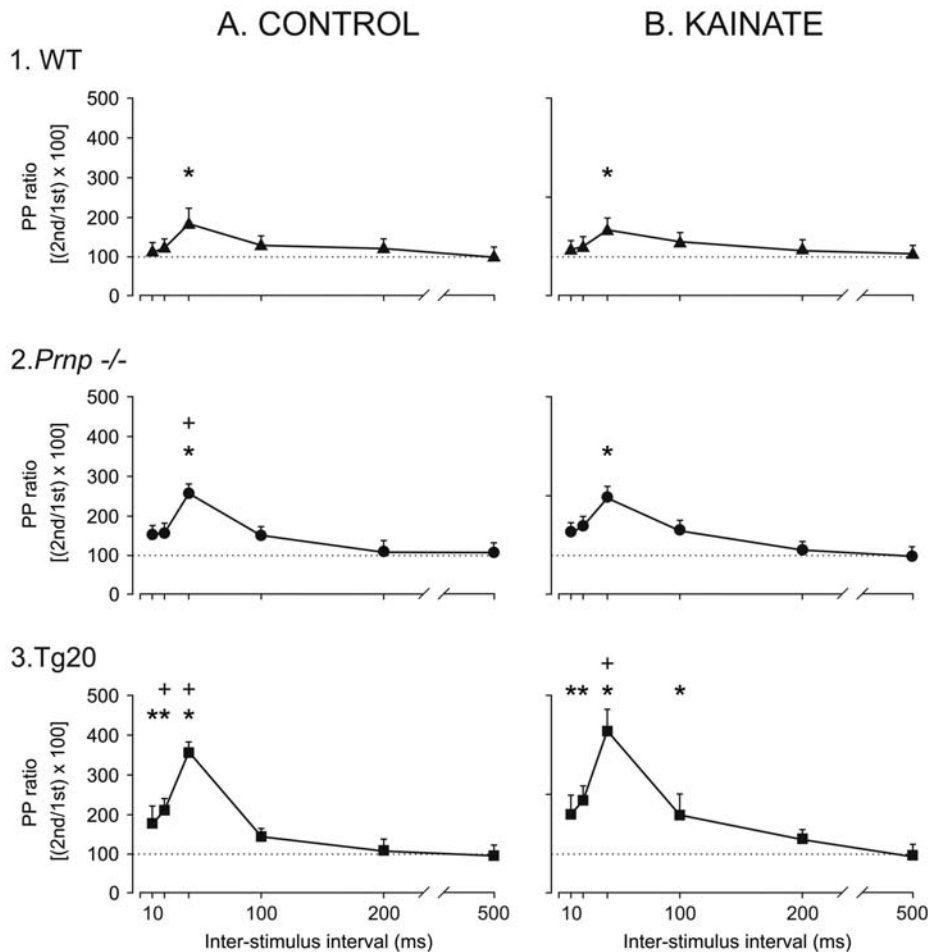 A. CONTROL
B. KAINATE
1. WT
PP ratio
[(2nd/1st) x 100]
500
400
300
200
100
0
*
*
2.Prnp -/-
PP ratio
[(2nd/1st) x 100]
500
400
300
200
100
0
+
*
*
3.Tg20
PP ratio
[(2nd/1st) x 100]
500
400
300
200
100
0
+ +
** *
+
** * *
10 100 200 500
Inter-stimulus interval (ms)
10 100 200 500
Inter-stimulus interval (ms)